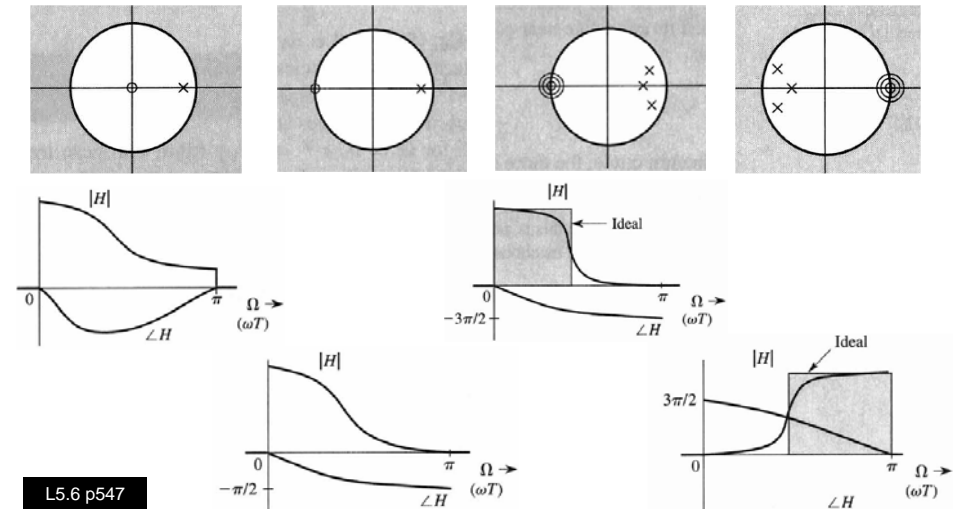 |H|
0
π
Ω →
(ωT)
∠H
|H|
Ideal
0
π
Ω →
(ωT)
−3π/2
∠H
|H|
0
π
Ω →
(ωT)
−π/2
∠H
Ideal
|H|
3π/2
0
π
Ω →
(ωT)
∠H
L5.6 p547